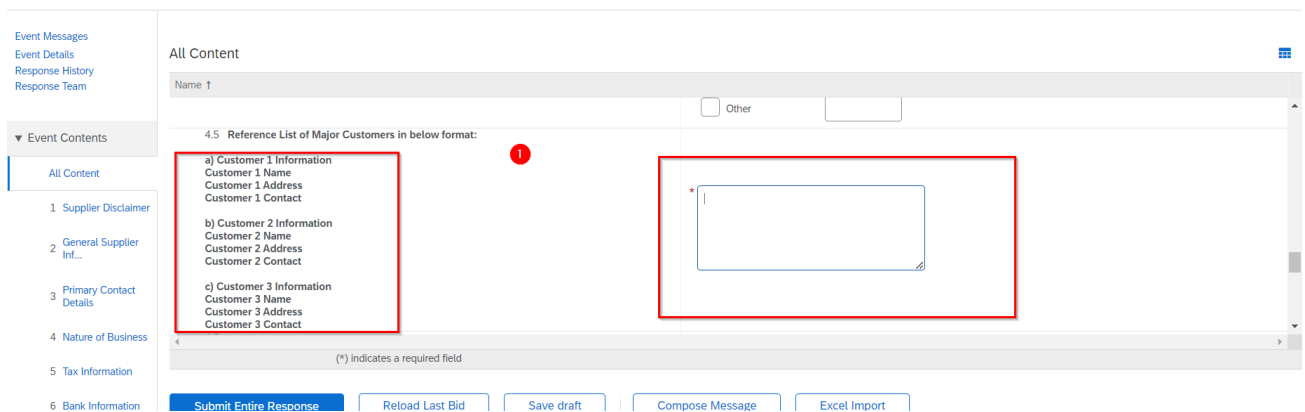 Event Messages
Event Details
Response History
Response Team
▼ Event Contents
All Content
1 Supplier Disclaimer
2 General Supplier
Inf...
3 Primary Contact
Details
4 Nature of Business
5 Tax Information
6 Bank Information
All Content
Name ↑
Other
4.5 Reference List of Major Customers in below format:
1
a) Customer 1 Information
Customer 1 Name
Customer 1 Address
Customer 1 Contact
*
b) Customer 2 Information
Customer 2 Name
Customer 2 Address
Customer 2 Contact
c) Customer 3 Information
Customer 3 Name
Customer 3 Address
Customer 3 Contact
(*) indicates a required field
Submit Entire Response
Reload Last Bid
Save draft
Compose Message
Excel Import